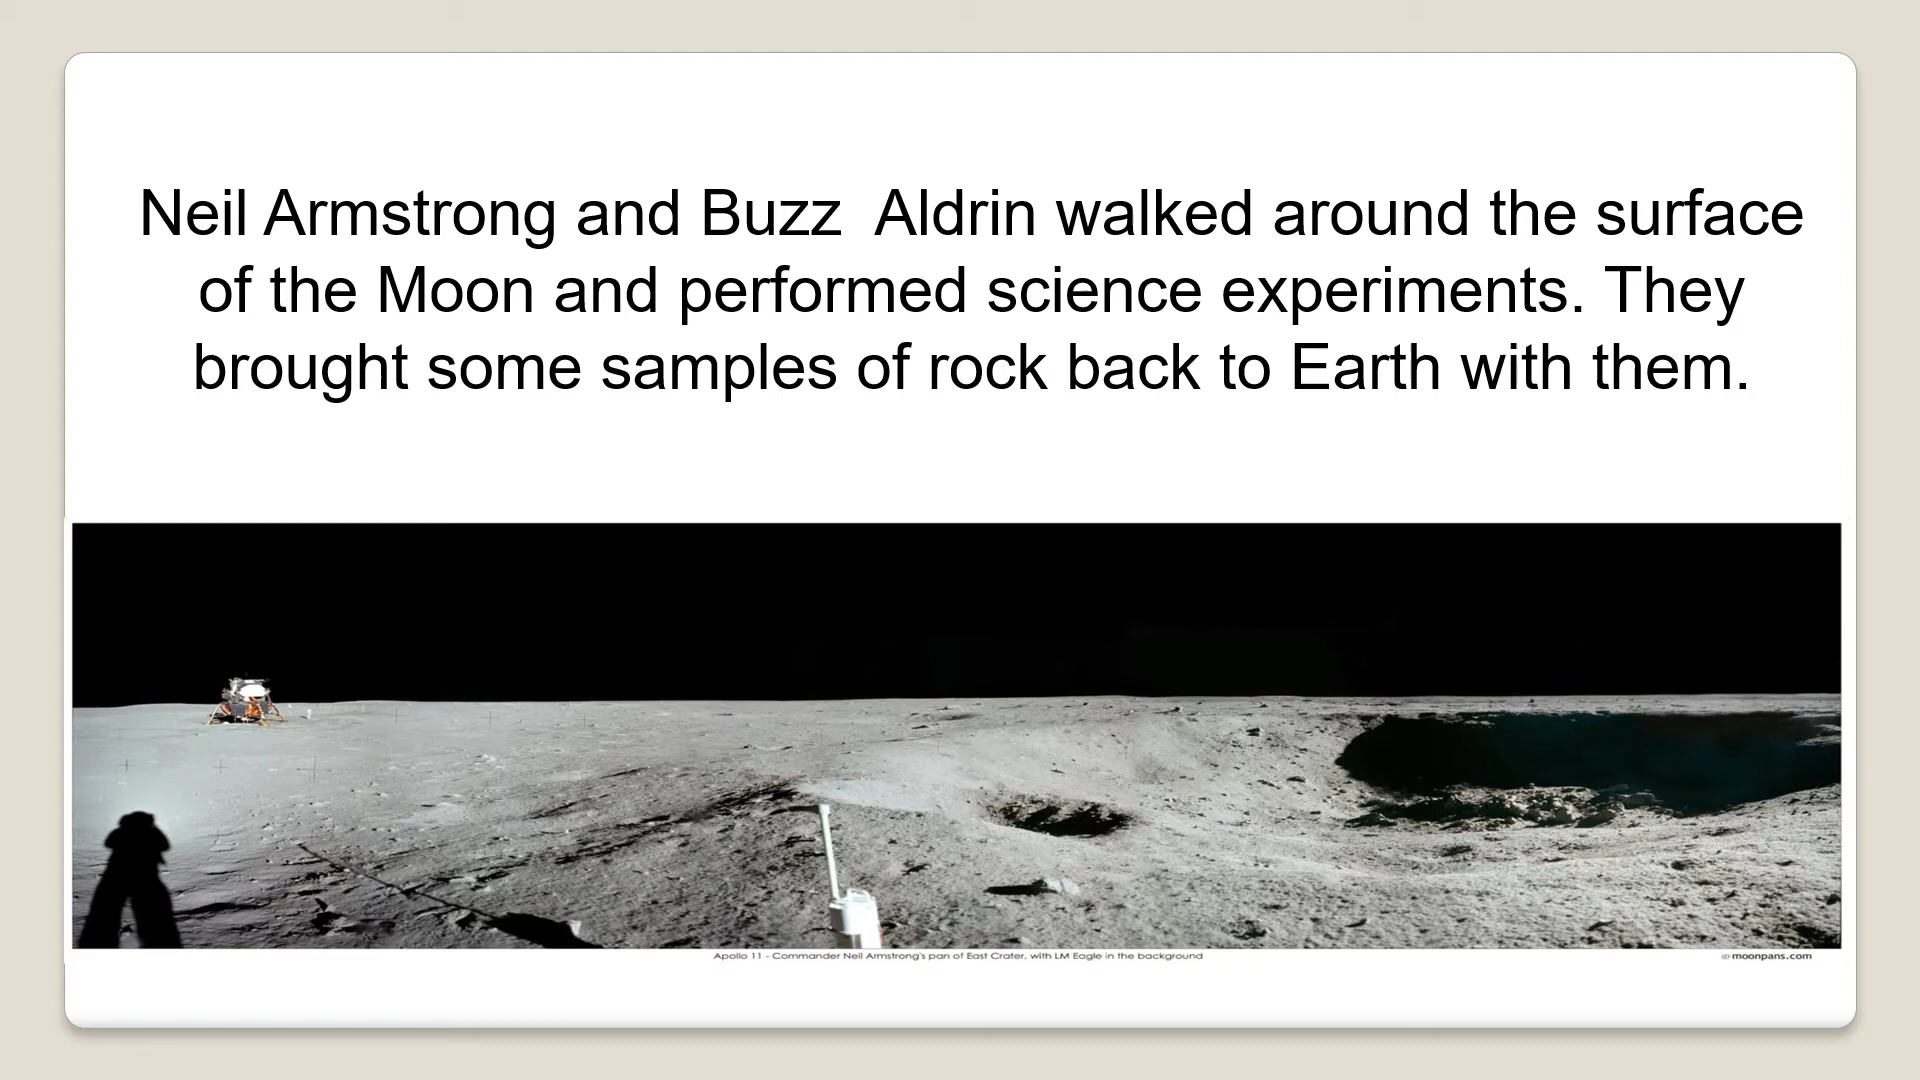 Neil Armstrong and Buzz  Aldrin walked around the surface
of the Moon and performed science experiments. They
brought some samples of rock back to Earth with them.
Apollo 11 - Commander Neil Armstrong's pan of East Crater, with LM Eagle in the background
© moonpans.com